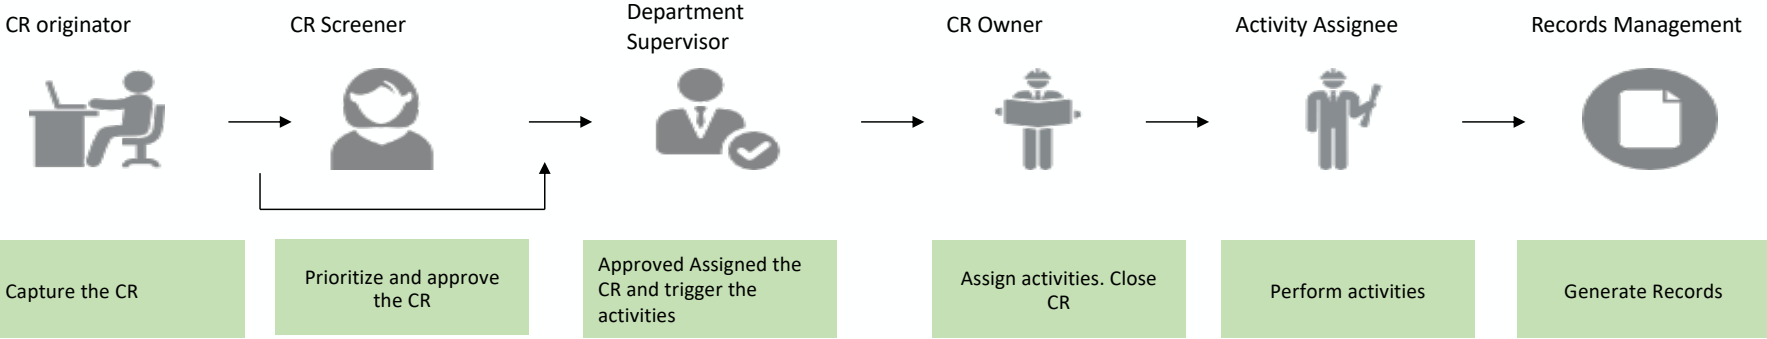 CR originator
CR Screener
Department
Supervisor
CR Owner
Activity Assignee
Records Management
Capture the CR
Prioritize and approve
the CR
Approved Assigned the
CR and trigger the
activities
Assign activities. Close
CR
Perform activities
Generate Records